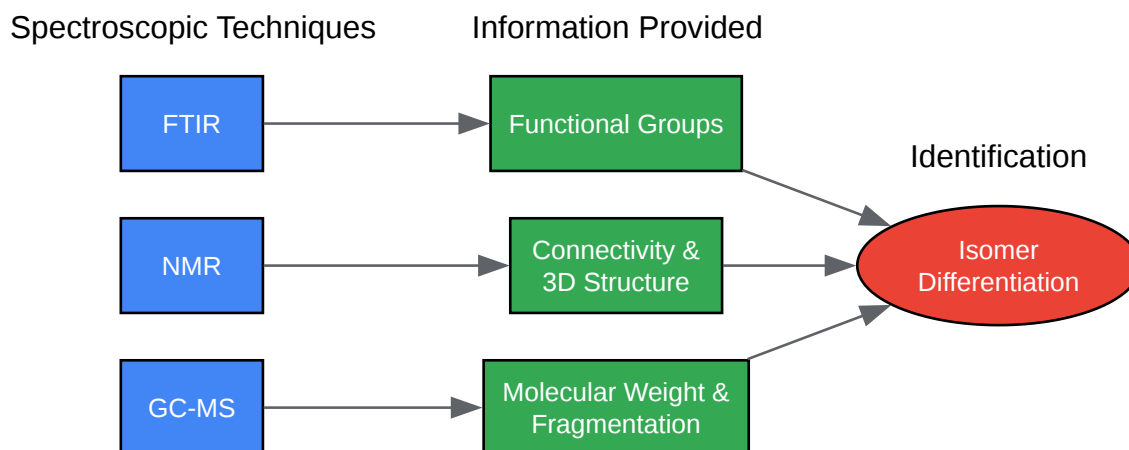 Spectroscopic Techniques
Information Provided
FTIR
Functional Groups
Identification
NMR
Connectivity &
3D Structure
Isomer
Differentiation
GC-MS
Molecular Weight &
Fragmentation